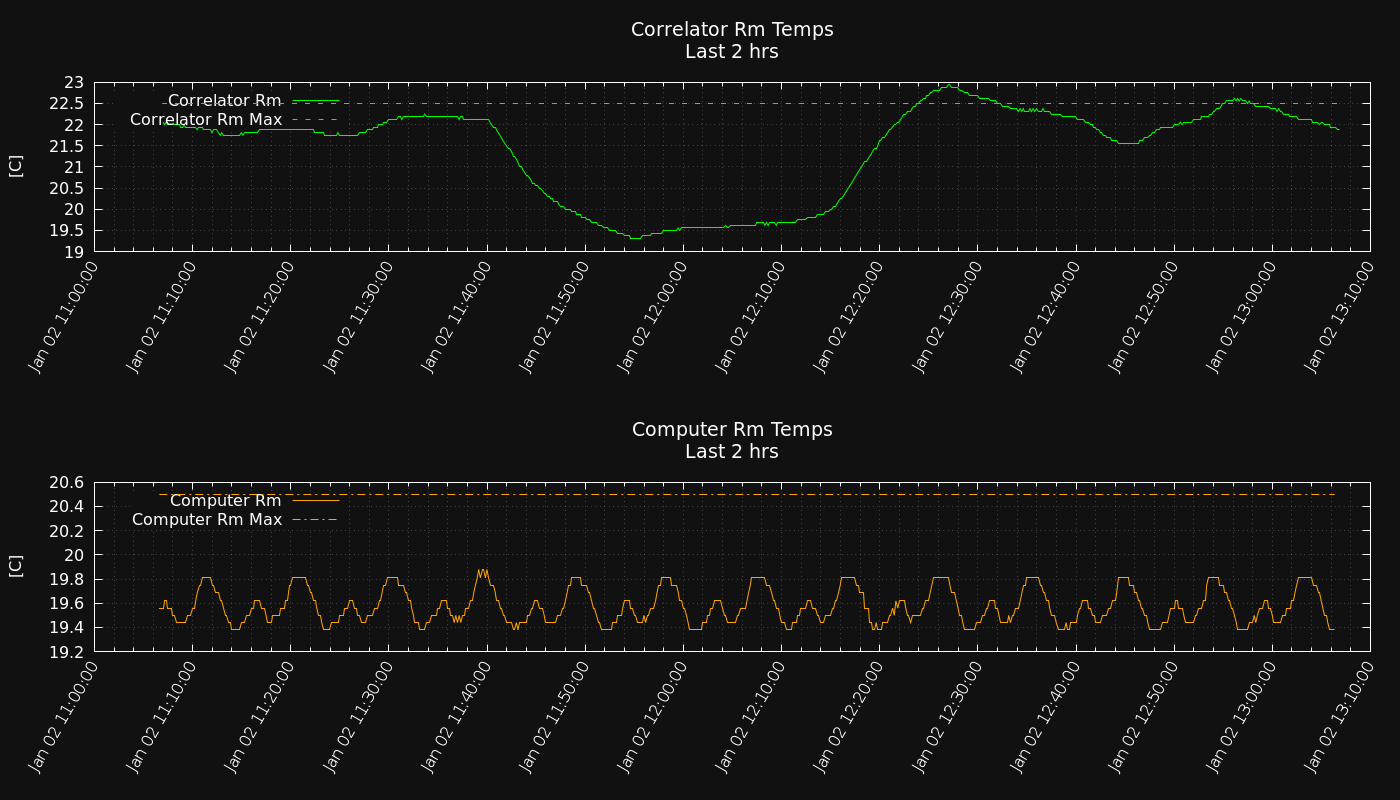 Correlator Rm Temps
Last 2 hrs
23
22.5
22
21.5
21
20.5
20
19.5
19
[C]
Correlator Rm
Correlator Rm Max
Jan 02 11:00:00
Jan 02 11:10:00
Jan 02 11:20:00
Jan 02 11:30:00
Jan 02 11:40:00
Jan 02 11:50:00
Jan 02 12:00:00
Jan 02 12:10:00
Jan 02 12:20:00
Jan 02 12:30:00
Jan 02 12:40:00
Jan 02 12:50:00
Jan 02 13:00:00
Jan 02 13:10:00
Computer Rm Temps
Last 2 hrs
20.6
20.4
20.2
20
19.8
19.6
19.4
19.2
[C]
Computer Rm
Computer Rm Max
Jan 02 11:00:00
Jan 02 11:10:00
Jan 02 11:20:00
Jan 02 11:30:00
Jan 02 11:40:00
Jan 02 11:50:00
Jan 02 12:00:00
Jan 02 12:10:00
Jan 02 12:20:00
Jan 02 12:30:00
Jan 02 12:40:00
Jan 02 12:50:00
Jan 02 13:00:00
Jan 02 13:10:00